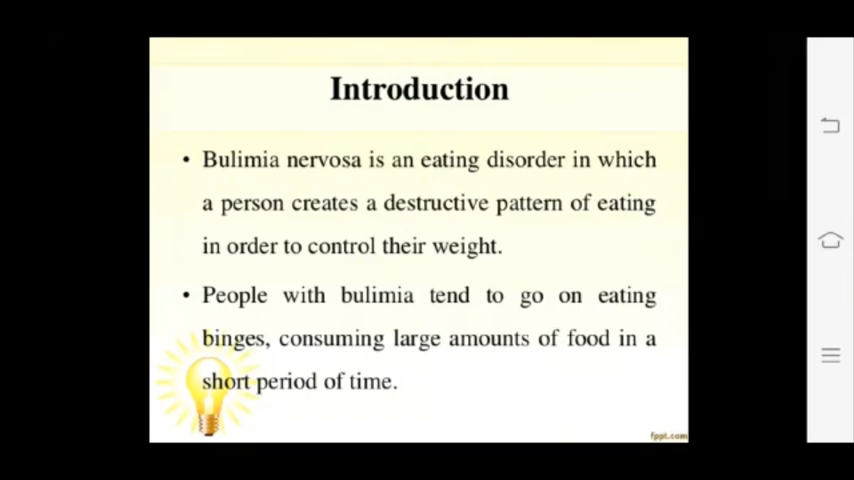 Introduction
• Bulimia nervosa is an eating disorder in which
a person creates a destructive pattern of eating
in order to control their weight.
• People with bulimia tend to go on eating
binges, consuming large amounts of food in a
short period of time.
fppt.com